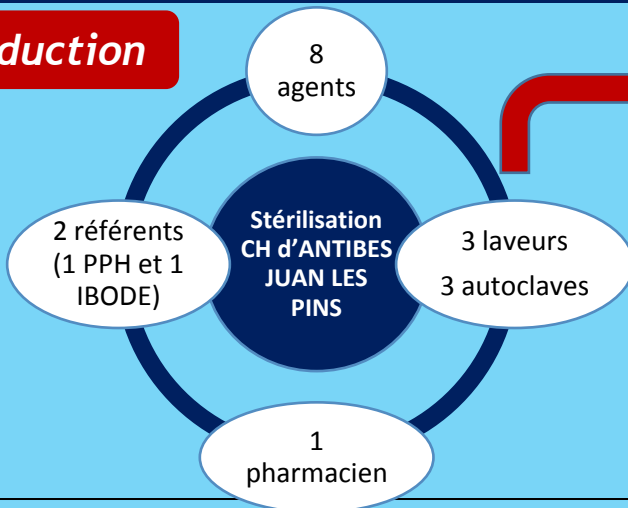 duction
8
agents
Stérilisation
CH d'ANTIBES
JUAN LES
PINS
2 référents
(1 PPH et 1
IBODE)
3 laveurs
3 autoclaves
1
pharmacien